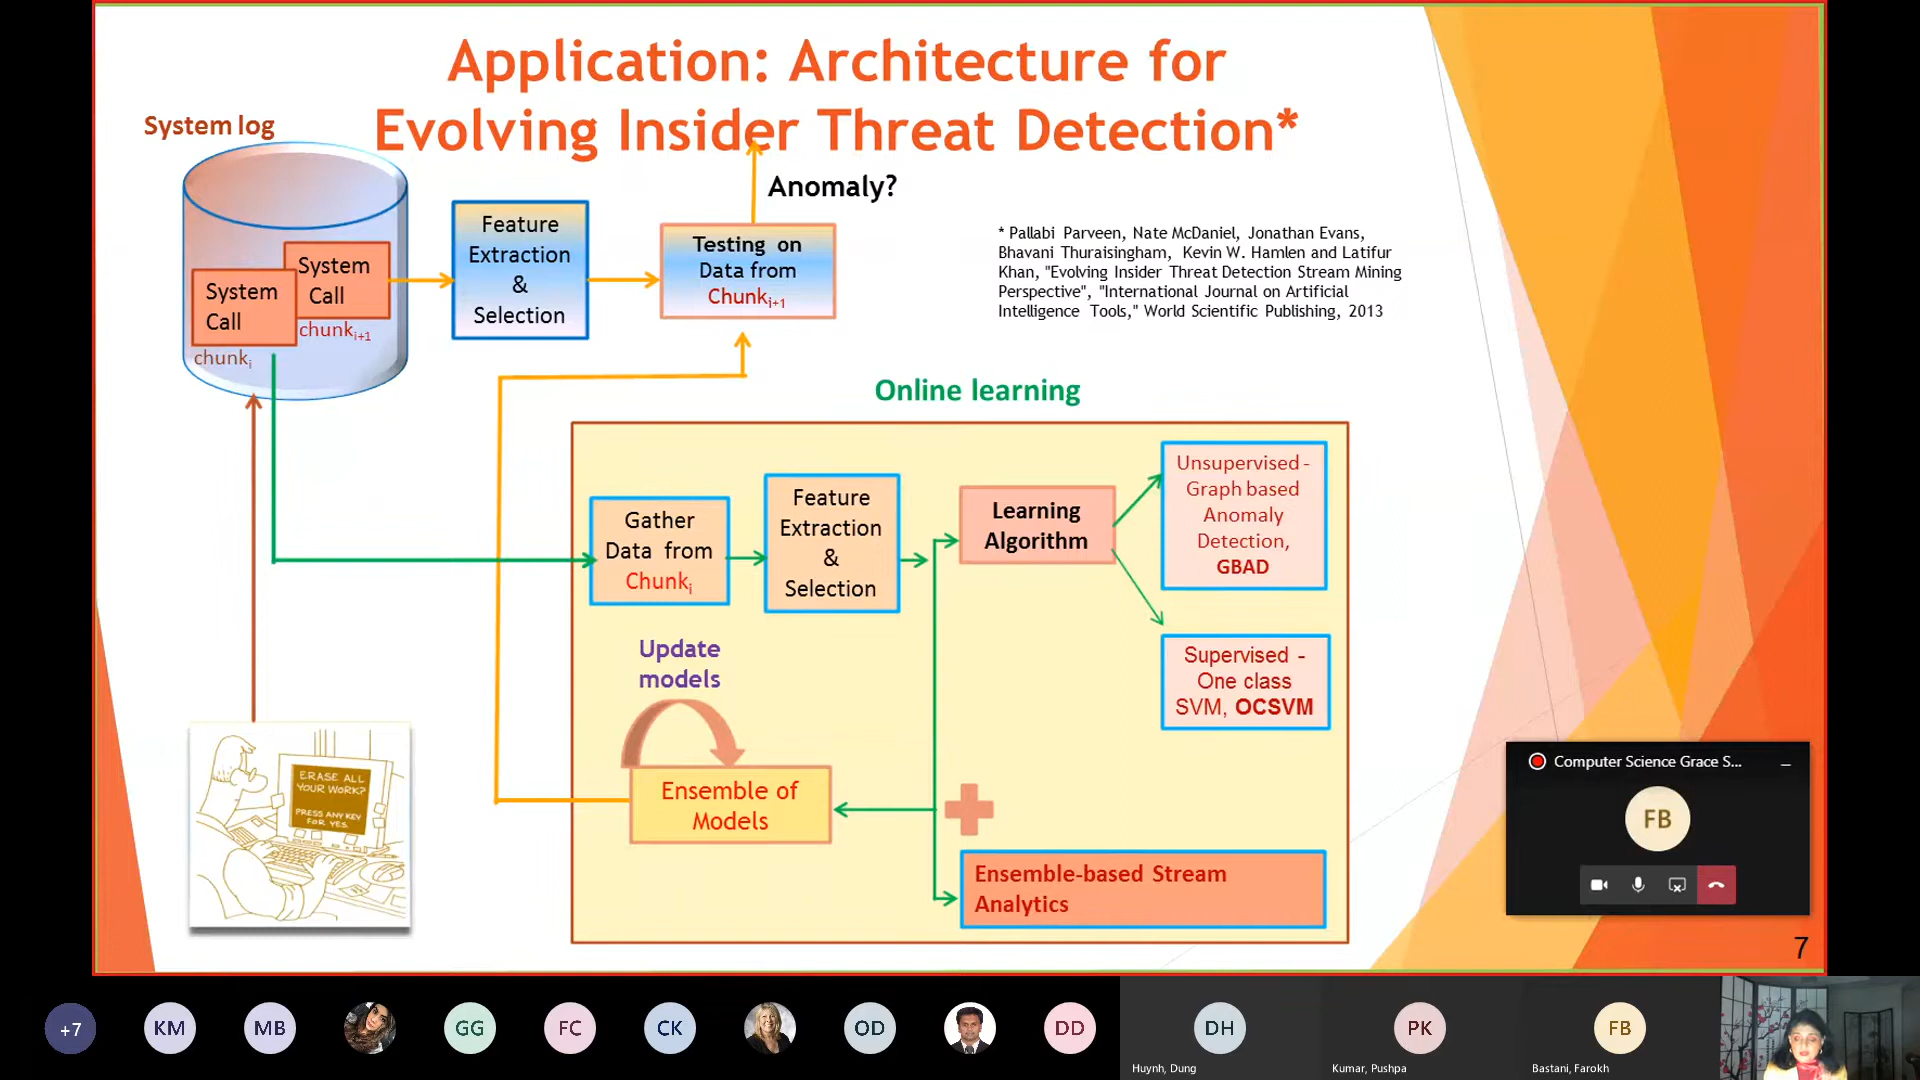 Application: Architecture for
Evolving Insider Threat Detection*
System log
Anomaly?
System
Call
chunki+1
System
Call
chunki
Feature
Extraction
&
Selection
Testing on
Data from
Chunki+1
* Pallabi Parveen, Nate McDaniel, Jonathan Evans,
Bhavani Thuraisingham, Kevin W. Hamlen and Latifur
Khan, "Evolving Insider Threat Detection Stream Mining
Perspective", "International Journal on Artificial
Intelligence Tools," World Scientific Publishing, 2013
Online learning
Gather
Data from
Chunki
Feature
Extraction
&
Selection
Learning
Algorithm
Unsupervised -
Graph based
Anomaly
Detection,
GBAD
Supervised -
One class
SVM, OCSVM
Update
models
Ensemble of
Models
Ensemble-based Stream
Analytics
ERASE ALL
YOUR WORK?
PRESS ANY KEY
FOR YES.
Computer Science Grace S...
FB
7
+7
KM
MB
GG
FC
CK
OD
DD
DH
Huynh, Dung
PK
Kumar, Pushpa
FB
Bastani, Farokh